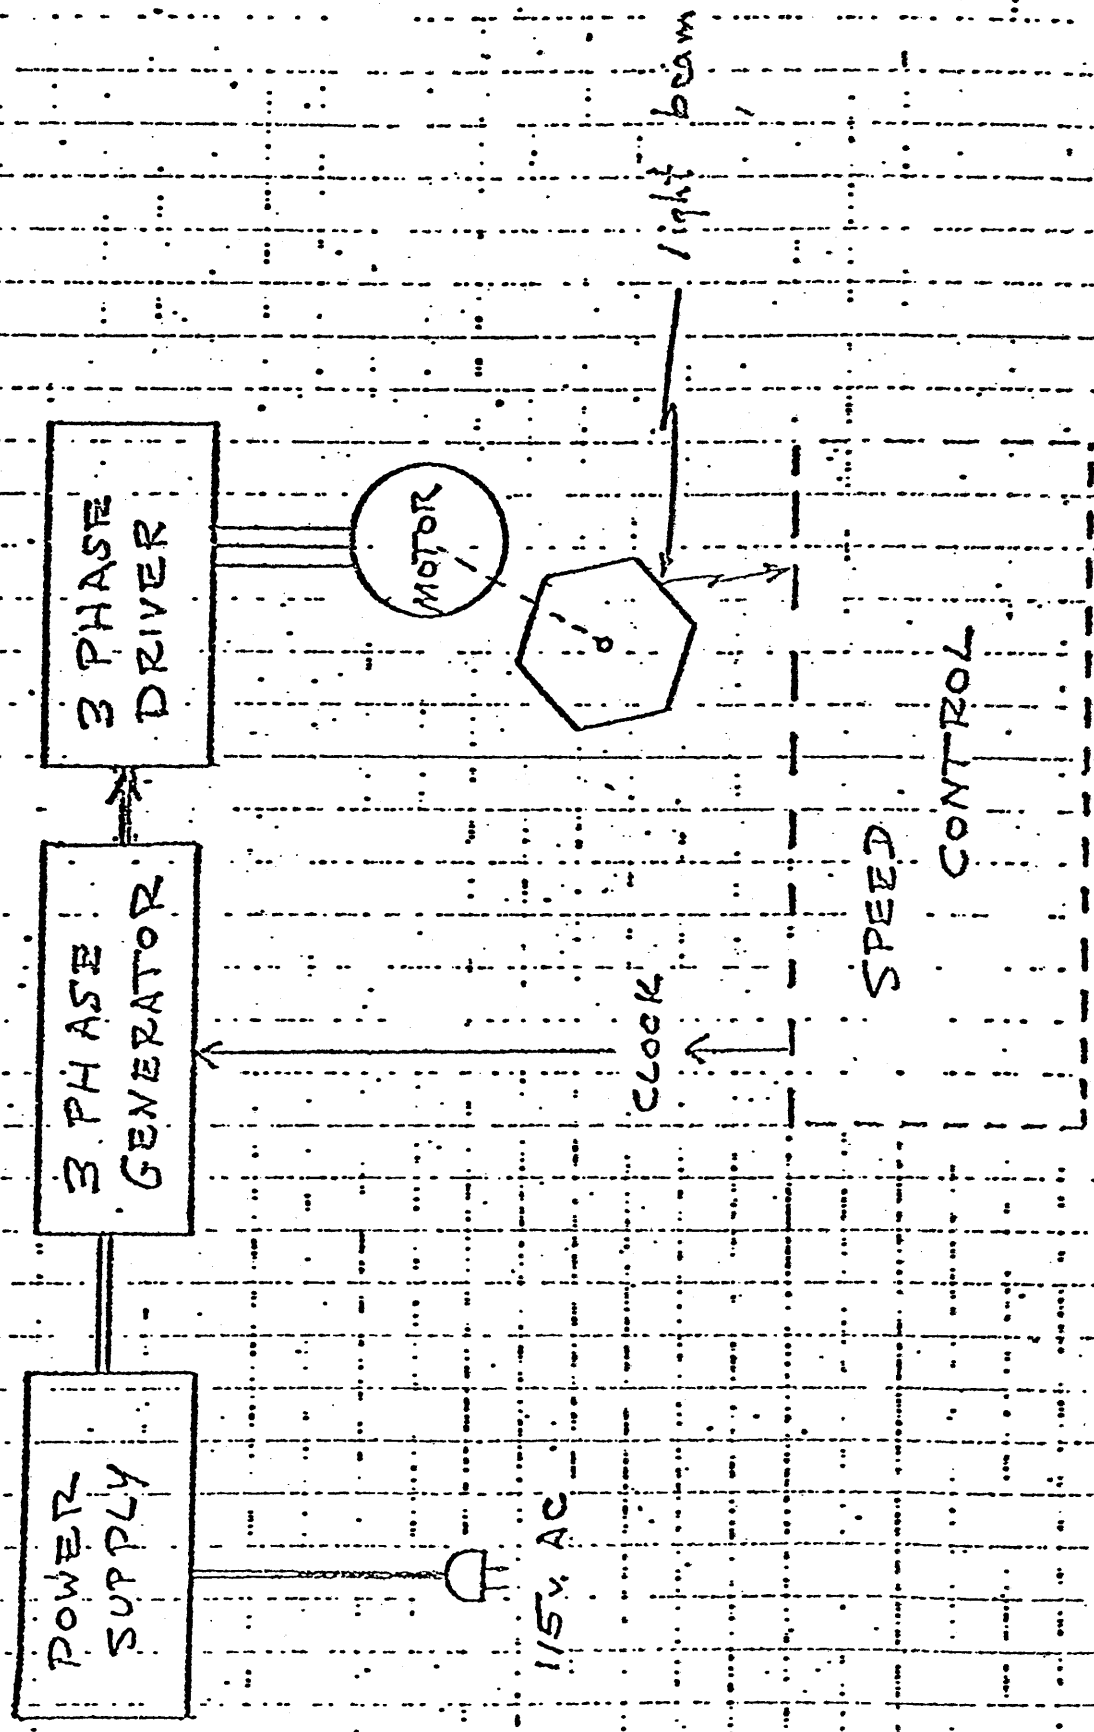 POWER
SUPPLY
3 PHASE
GENERATOR
3 PHASE
DRIVER
MOTOR
115v. AC
CLOCK
light beam
SPEED
CONTROL